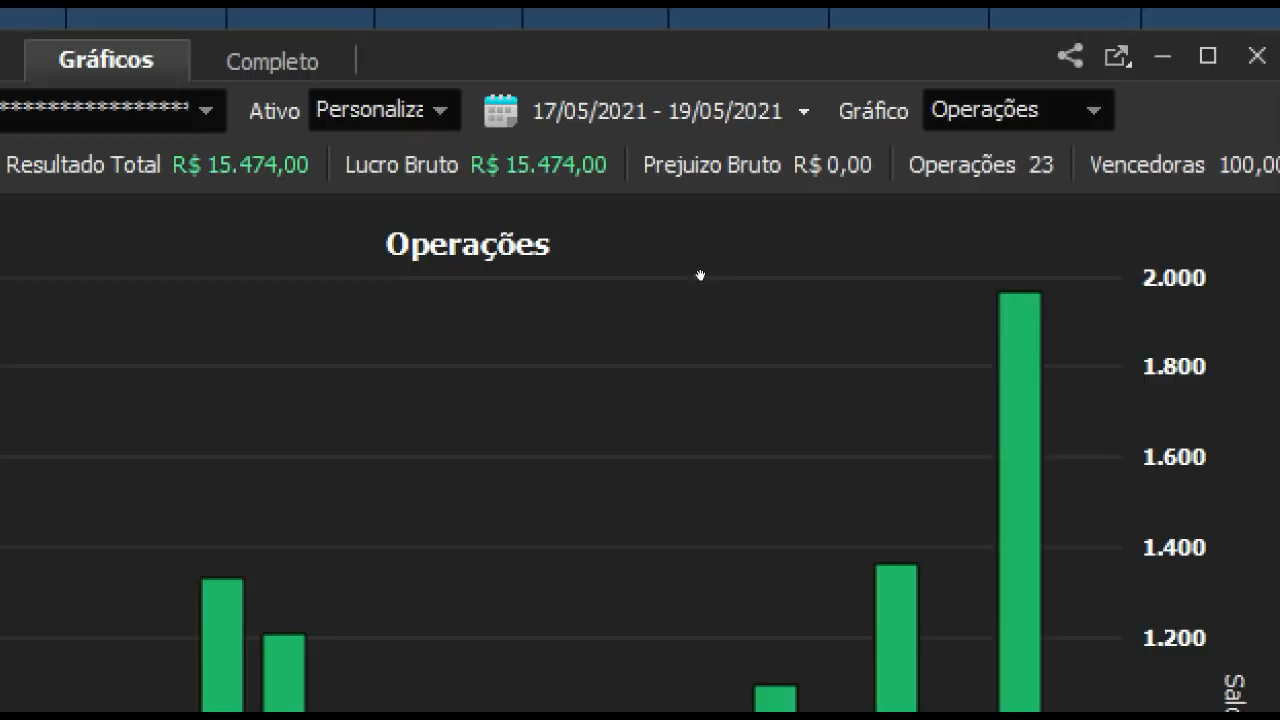 Gráficos Completo
***************** Ativo Personaliza 17/05/2021 - 19/05/2021 Gráfico Operações
Resultado Total R$ 15.474,00 Lucro Bruto R$ 15.474,00 Prejuizo Bruto R$ 0,00 Operações 23 Vencedoras 100,00
Operações
2.000
1.800
1.600
1.400
1.200